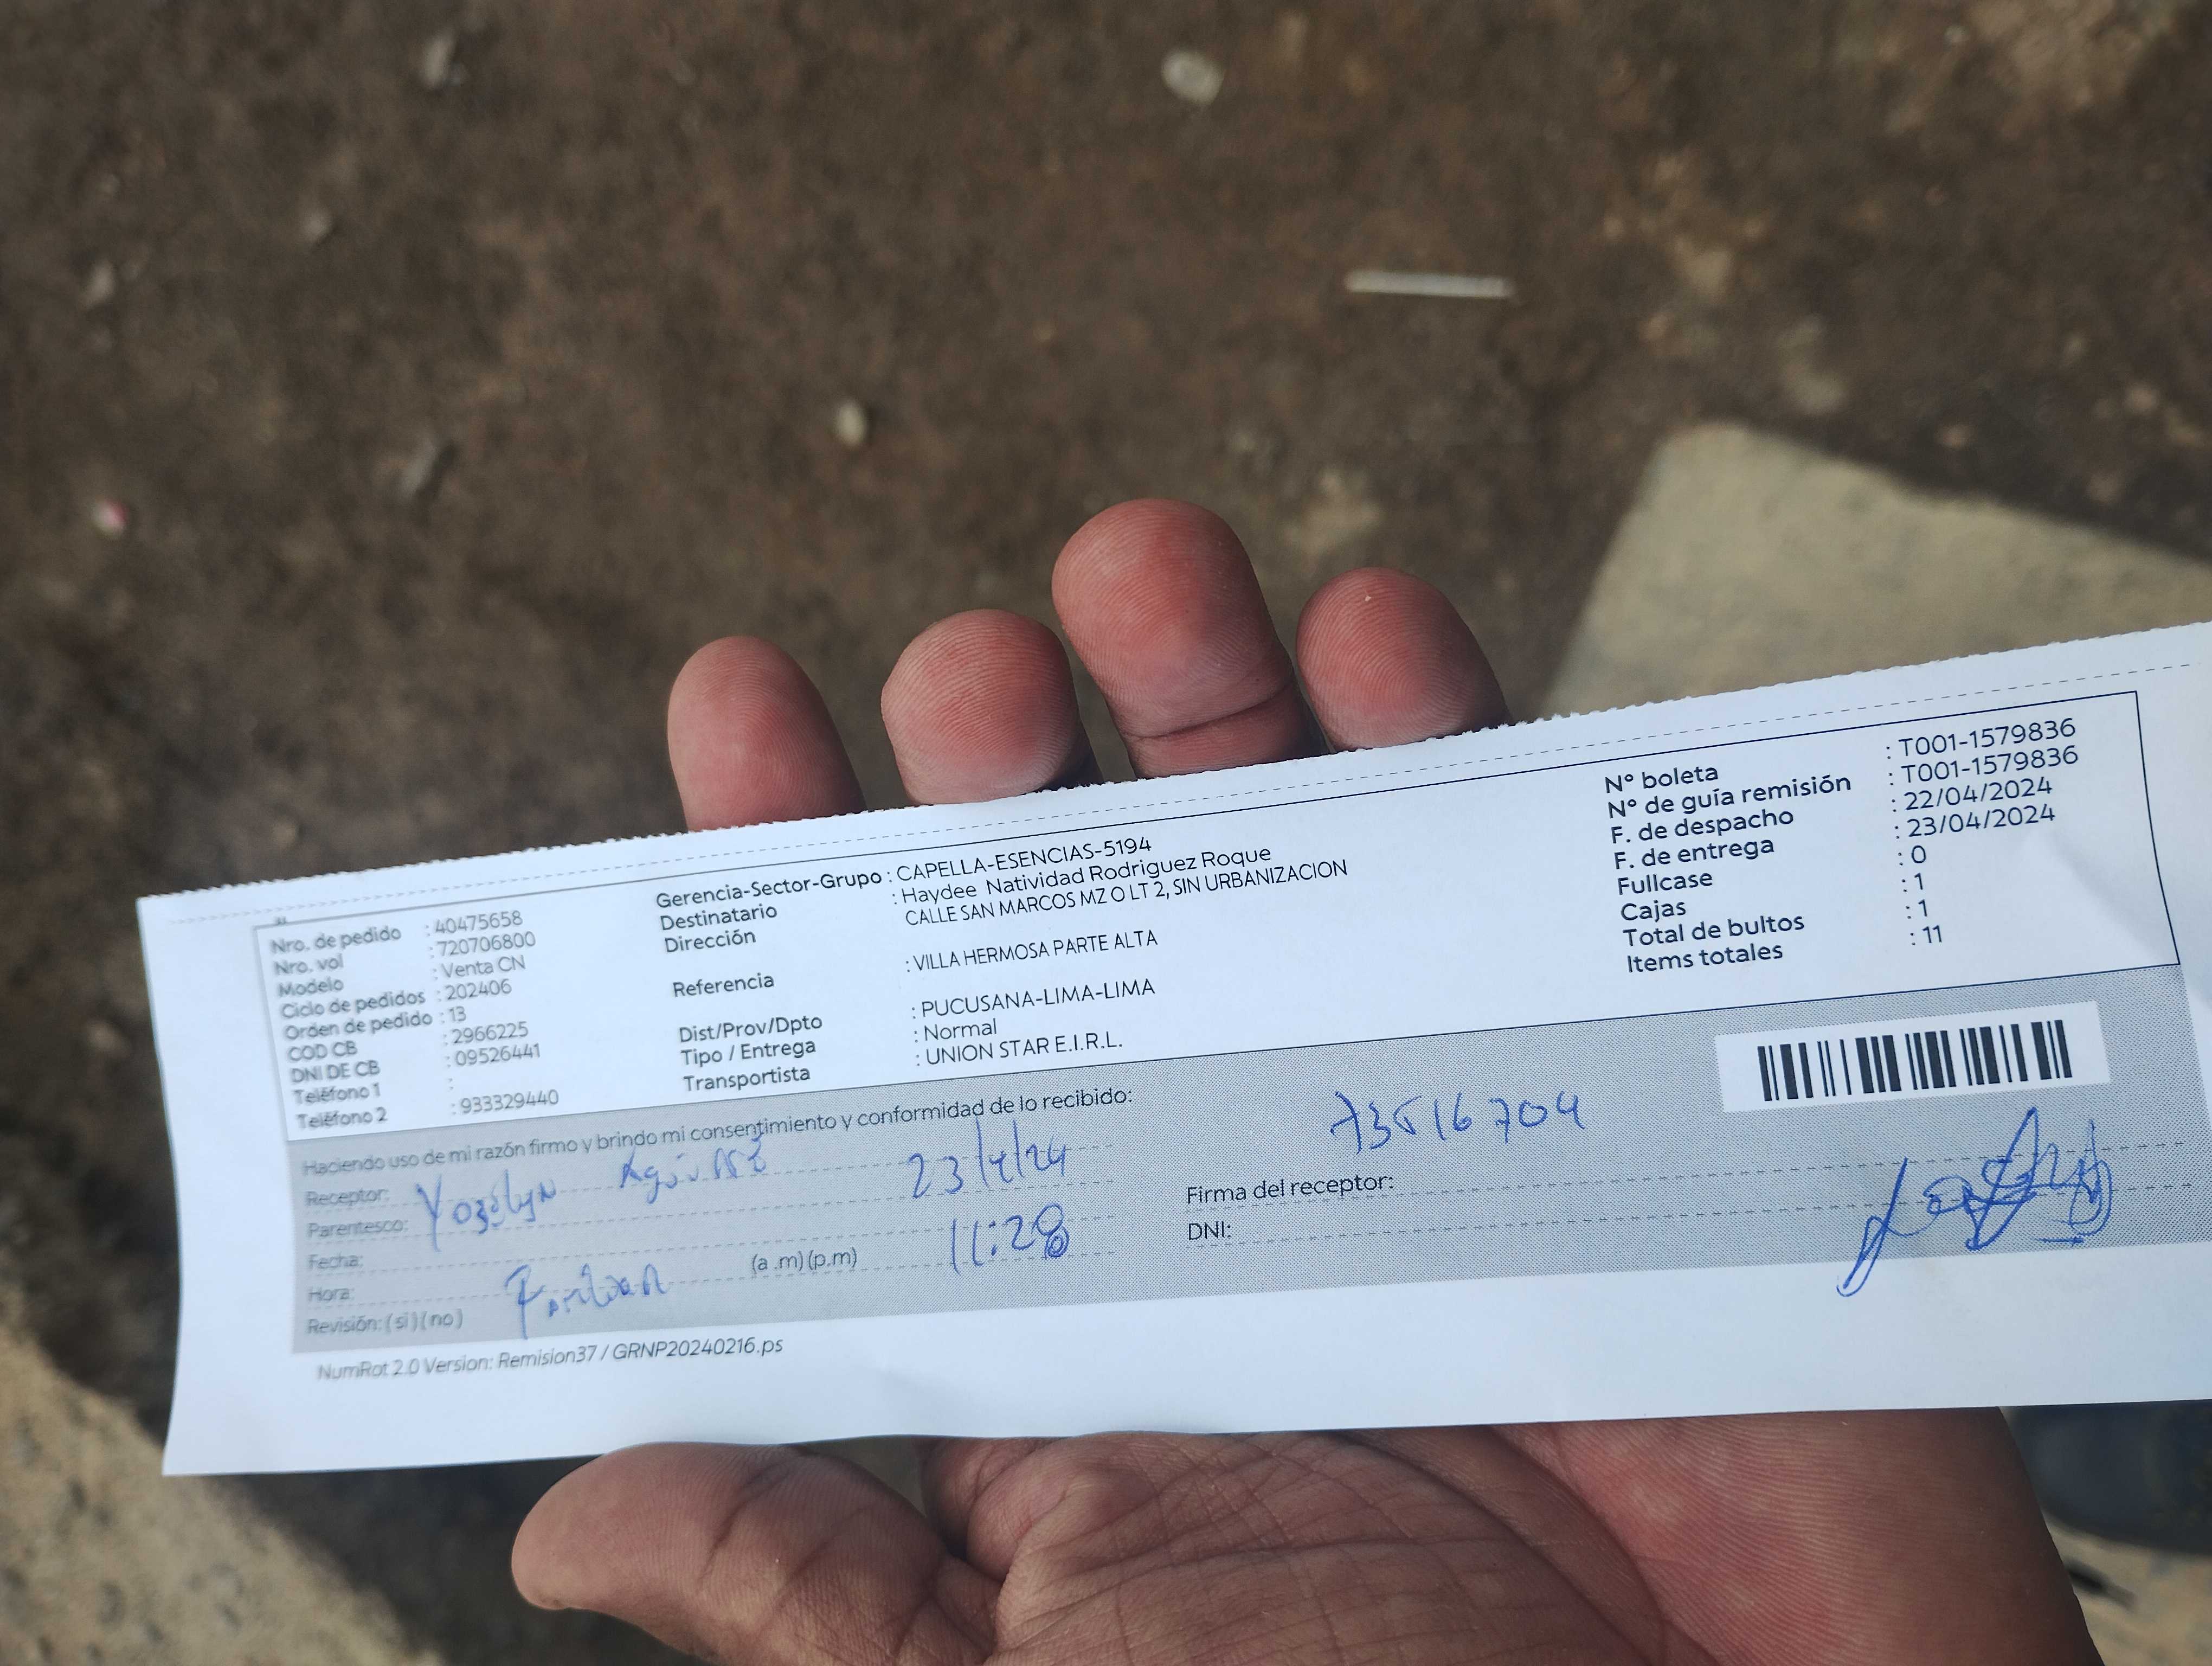 Nro. de pedido : 40475658
Nro. vol : 720706800
Modelo : Venta CN
Ciclo de pedidos : 202406
Orden de pedido : 13
COD CB : 2966225
DNI DE CB : 09526441
Teléfono 1 :
Teléfono 2 : 933329440
Gerencia-Sector-Grupo : CAPELLA-ESENCIAS-5194
Destinatario : Haydee Natividad Rodriguez Roque
Dirección CALLE SAN MARCOS MZ O LT 2, SIN URBANIZACION
Referencia : VILLA HERMOSA PARTE ALTA
Dist/Prov/Dpto : PUCUSANA-LIMA-LIMA
Tipo / Entrega : Normal
Transportista : UNION STAR E.I.R.L.
N° boleta : T001-1579836
N° de guía remisión : T001-1579836
F. de despacho : 22/04/2024
F. de entrega : 23/04/2024
Fullcase : 0
Cajas : 1
Total de bultos : 1
Items totales : 11
Haciendo uso de mi razón firmo y brindo mi consentimiento y conformidad de lo recibido:
Receptor:
Parentesco:
Fecha: 23/4/24
Hora: (a .m) (p.m) 11:28
Revisión: ( si ) ( no )
73516704
Firma del receptor:
DNI:
NumRot 2.0 Version: Remision37 / GRNP20240216.ps